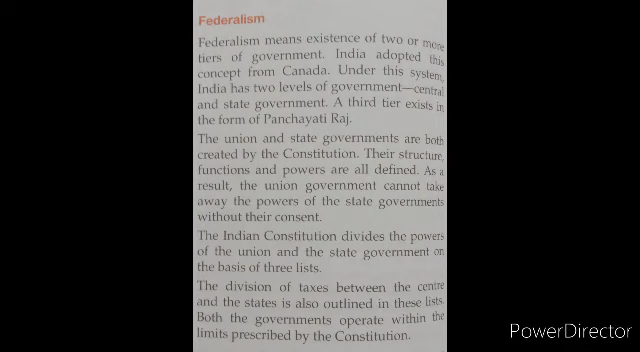 Federalism
Federalism means existence of two or more
tiers of government. India adopted this
concept from Canada. Under this system,
India has two levels of government—central
and state government. A third tier exists in
the form of Panchayati Raj.
The union and state governments are both
created by the Constitution. Their structure,
functions and powers are all defined. As a
result, the union government cannot take
away the powers of the state governments
without their consent.
The Indian Constitution divides the powers
of the union and the state government on
the basis of three lists.
The division of taxes between the centre
and the states is also outlined in these lists.
Both the governments operate within the
limits prescribed by the Constitution.
PowerDirector